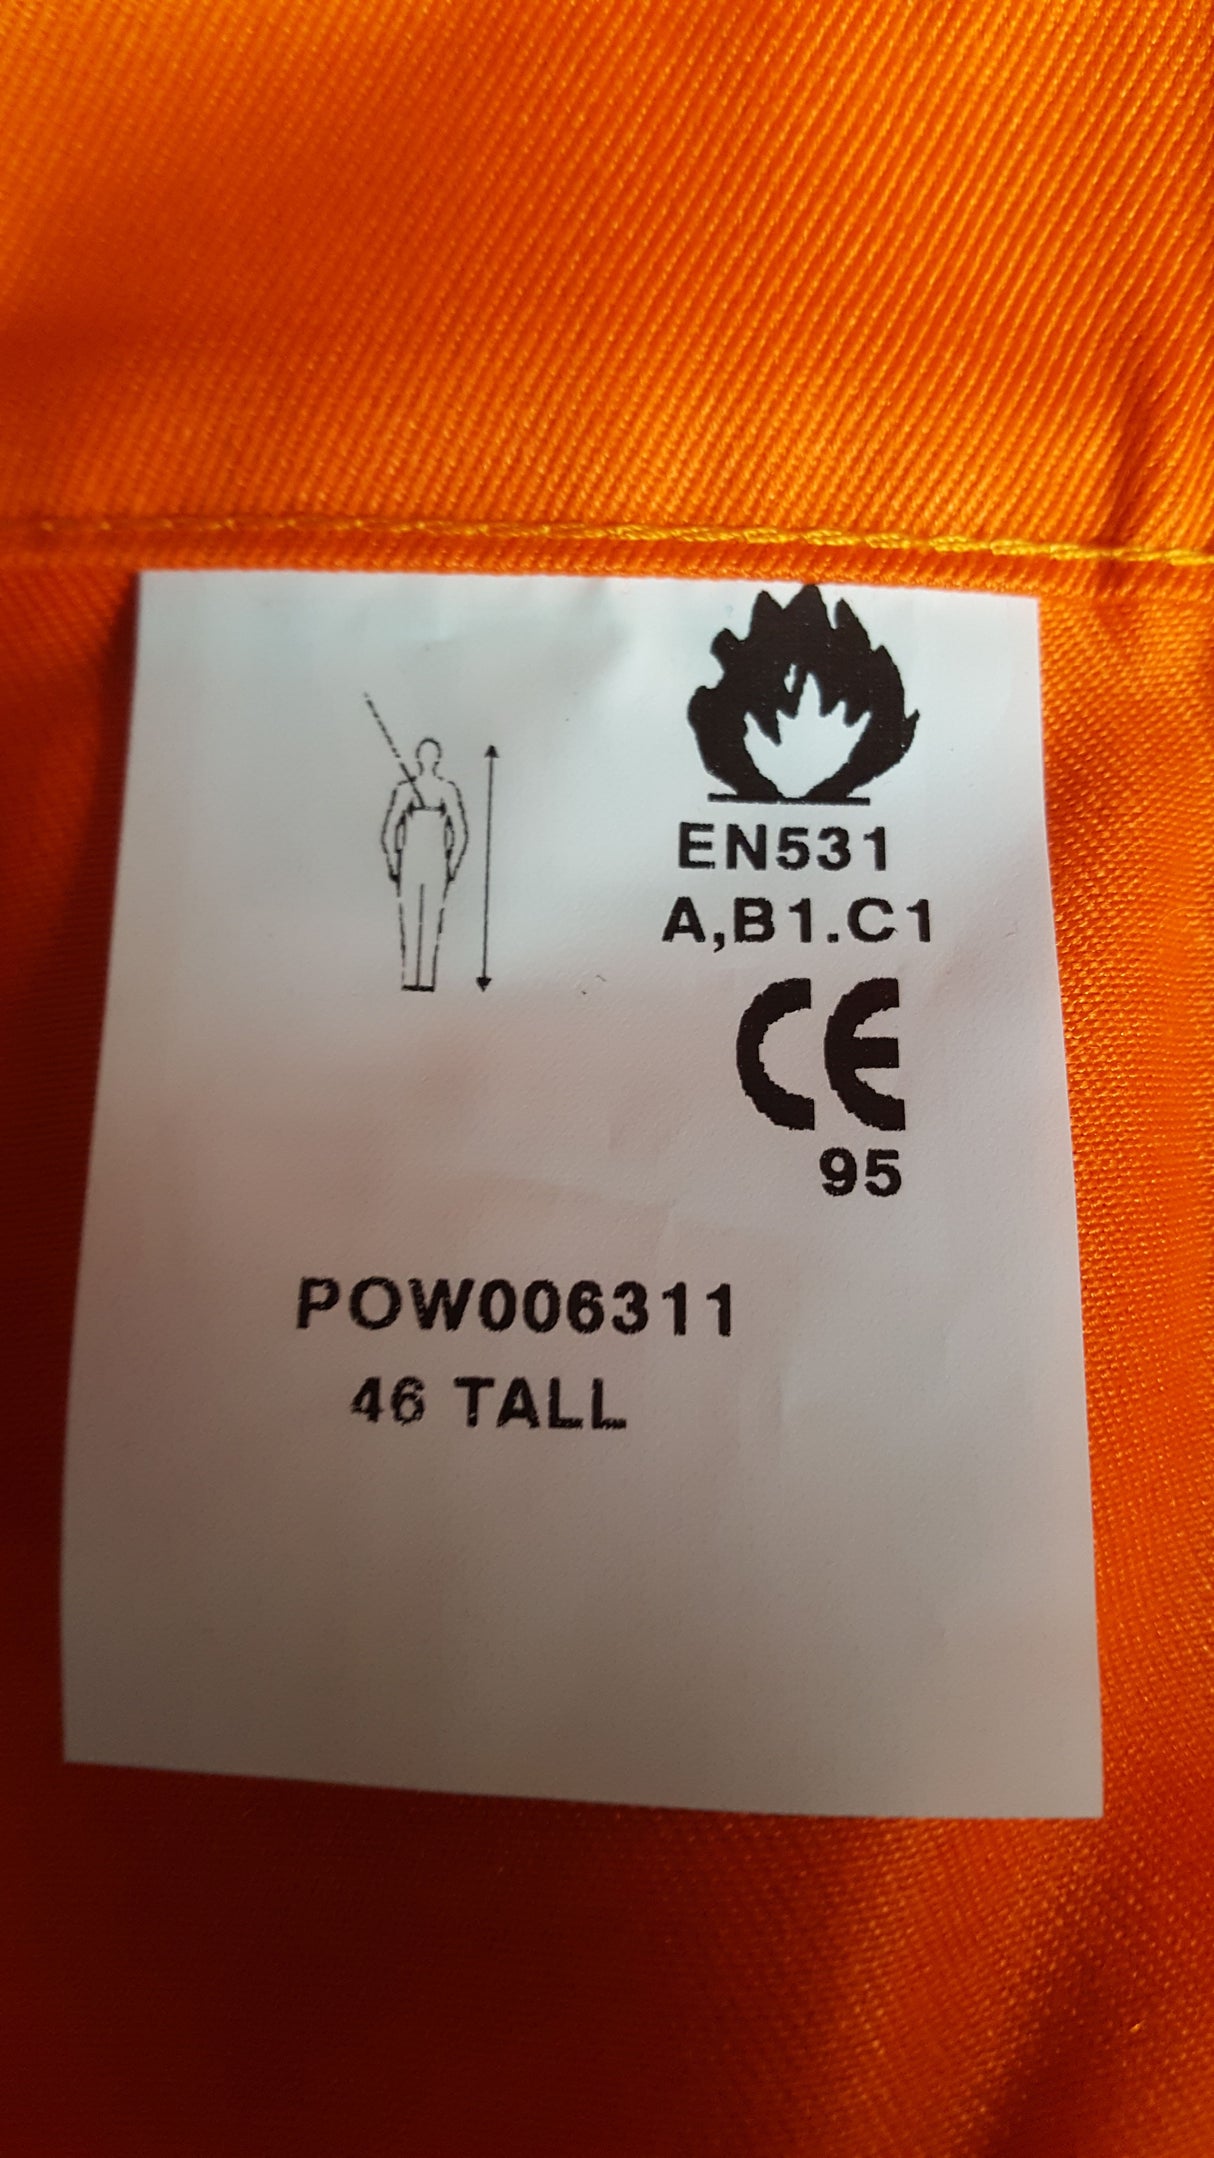 EN531
A,B1.C1
CE
95
POW006311
46 TALL